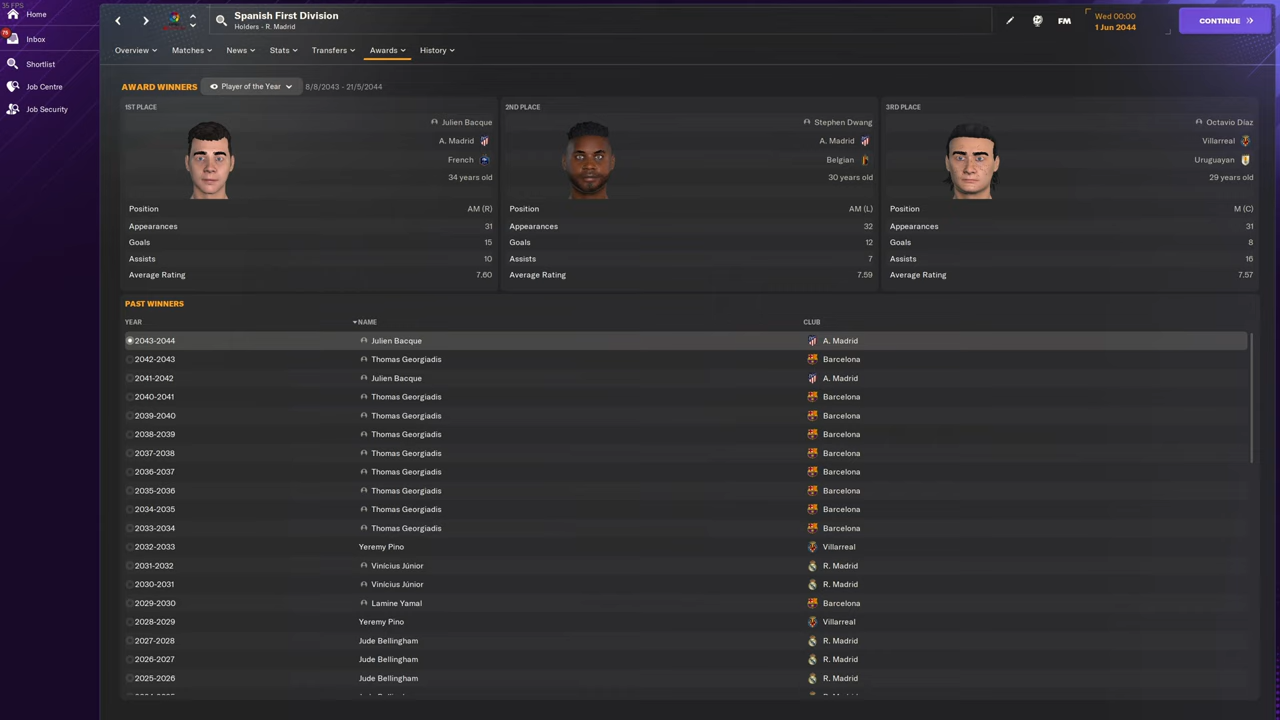 35 FPS
Home
76
Inbox
Shortlist
Job Centre
Job Security
Spanish First Division
Holders - R. Madrid
FM
Wed 00:00
1 Jun 2044
CONTINUE
Overview Matches News Stats Transfers Awards History
AWARD WINNERS Player of the Year 8/8/2043 - 21/5/2044
1ST PLACE
Julien Bacque
A. Madrid
French
34 years old
Position AM (R)
Appearances 31
Goals 15
Assists 10
Average Rating 7.60
2ND PLACE
Stephen Dwang
A. Madrid
Belgian
30 years old
Position AM (L)
Appearances 32
Goals 12
Assists 7
Average Rating 7.59
3RD PLACE
Octavio Díaz
Villarreal
Uruguayan
29 years old
Position M (C)
Appearances 31
Goals 8
Assists 16
Average Rating 7.57
PAST WINNERS
YEAR NAME CLUB
2043-2044 Julien Bacque A. Madrid
2042-2043 Thomas Georgiadis Barcelona
2041-2042 Julien Bacque A. Madrid
2040-2041 Thomas Georgiadis Barcelona
2039-2040 Thomas Georgiadis Barcelona
2038-2039 Thomas Georgiadis Barcelona
2037-2038 Thomas Georgiadis Barcelona
2036-2037 Thomas Georgiadis Barcelona
2035-2036 Thomas Georgiadis Barcelona
2034-2035 Thomas Georgiadis Barcelona
2033-2034 Thomas Georgiadis Barcelona
2032-2033 Yeremy Pino Villarreal
2031-2032 Vinícius Júnior R. Madrid
2030-2031 Vinícius Júnior R. Madrid
2029-2030 Lamine Yamal Barcelona
2028-2029 Yeremy Pino Villarreal
2027-2028 Jude Bellingham R. Madrid
2026-2027 Jude Bellingham R. Madrid
2025-2026 Jude Bellingham R. Madrid